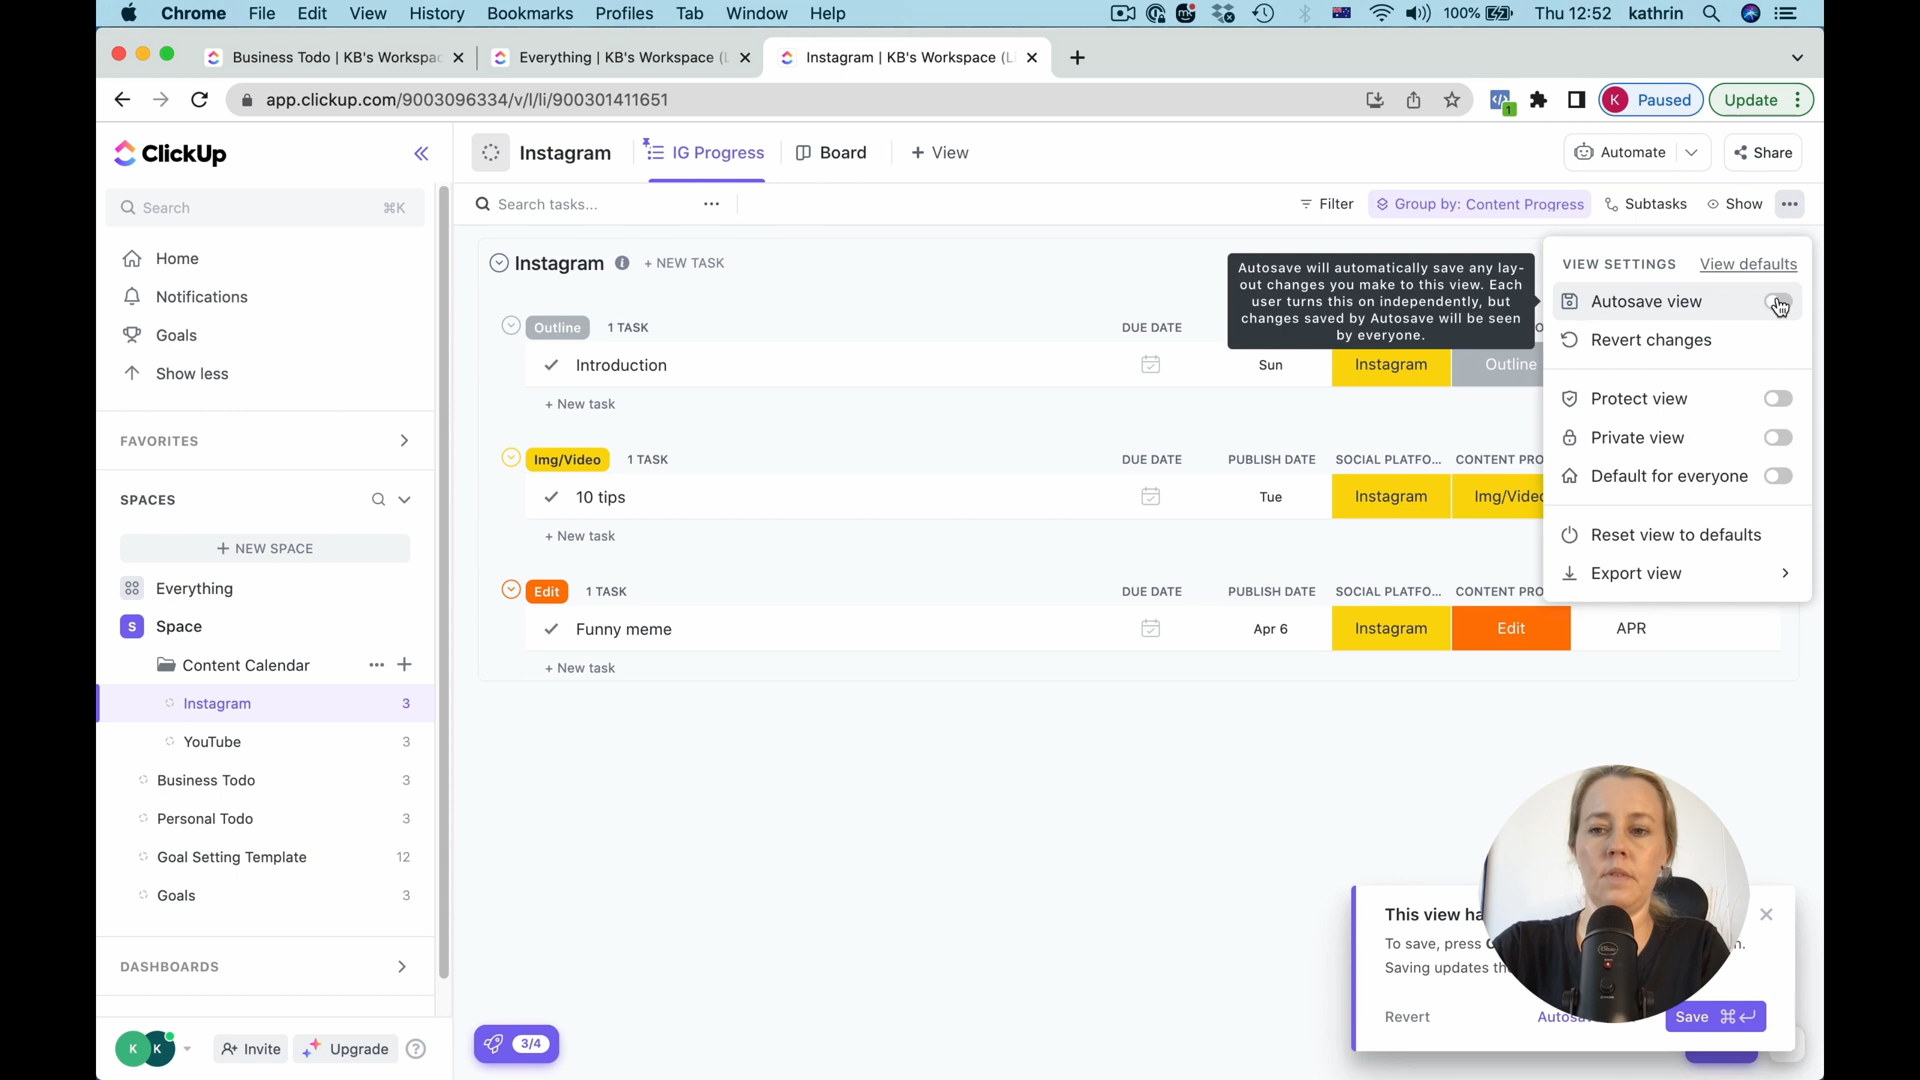 Chrome File Edit View History Bookmarks Profiles Tab Window Help 100% Thu 12:52 kathrin
Business Todo | KB's Workspac Everything | KB's Workspace (L Instagram | KB's Workspace (Li
app.clickup.com/9003096334/v/l/li/900301411651 1 K Paused Update
ClickUp
Instagram IG Progress Board + View Automate Share
Search ⌘K
Search tasks... Filter Group by: Content Progress Subtasks Show
Home
Notifications
Goals
Show less
FAVORITES
SPACES
+ NEW SPACE
Everything
S Space
Content Calendar
Instagram 3
YouTube 3
Business Todo 3
Personal Todo 3
Goal Setting Template 12
Goals 3
DASHBOARDS
K K Invite Upgrade ?
Instagram + NEW TASK
Outline 1 TASK DUE DATE
Introduction Sun Instagram Outline
+ New task
Img/Video 1 TASK DUE DATE PUBLISH DATE SOCIAL PLATFO... CONTENT PRO
10 tips Tue Instagram Img/Video
+ New task
Edit 1 TASK DUE DATE PUBLISH DATE SOCIAL PLATFO... CONTENT PRO
Funny meme Apr 6 Instagram Edit APR
+ New task
3/4
Autosave will automatically save any lay-
out changes you make to this view. Each
user turns this on independently, but
changes saved by Autosave will be seen
by everyone.
VIEW SETTINGS View defaults
Autosave view
Revert changes
Protect view
Private view
Default for everyone
Reset view to defaults
Export view
This view ha
To save, press
Saving updates th
Revert Autosa Save ⌘